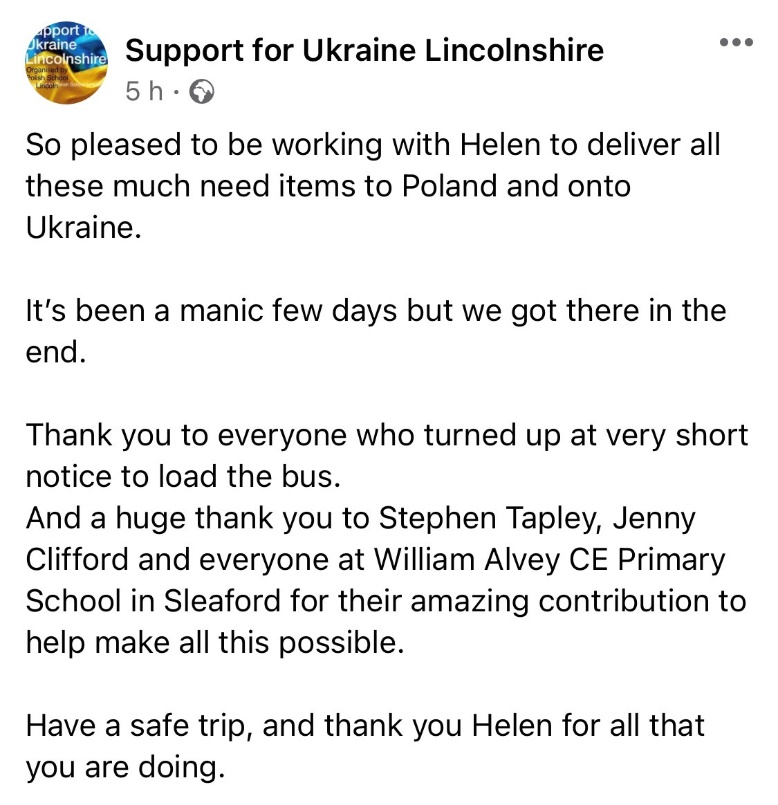 upport fo
Ukraine
Lincolnshire
Organised by
Polish School
Lincoln
Support for Ukraine Lincolnshire
5 h ·
So pleased to be working with Helen to deliver all
these much need items to Poland and onto
Ukraine.
It's been a manic few days but we got there in the
end.
Thank you to everyone who turned up at very short
notice to load the bus.
And a huge thank you to Stephen Tapley, Jenny
Clifford and everyone at William Alvey CE Primary
School in Sleaford for their amazing contribution to
help make all this possible.
Have a safe trip, and thank you Helen for all that
you are doing.